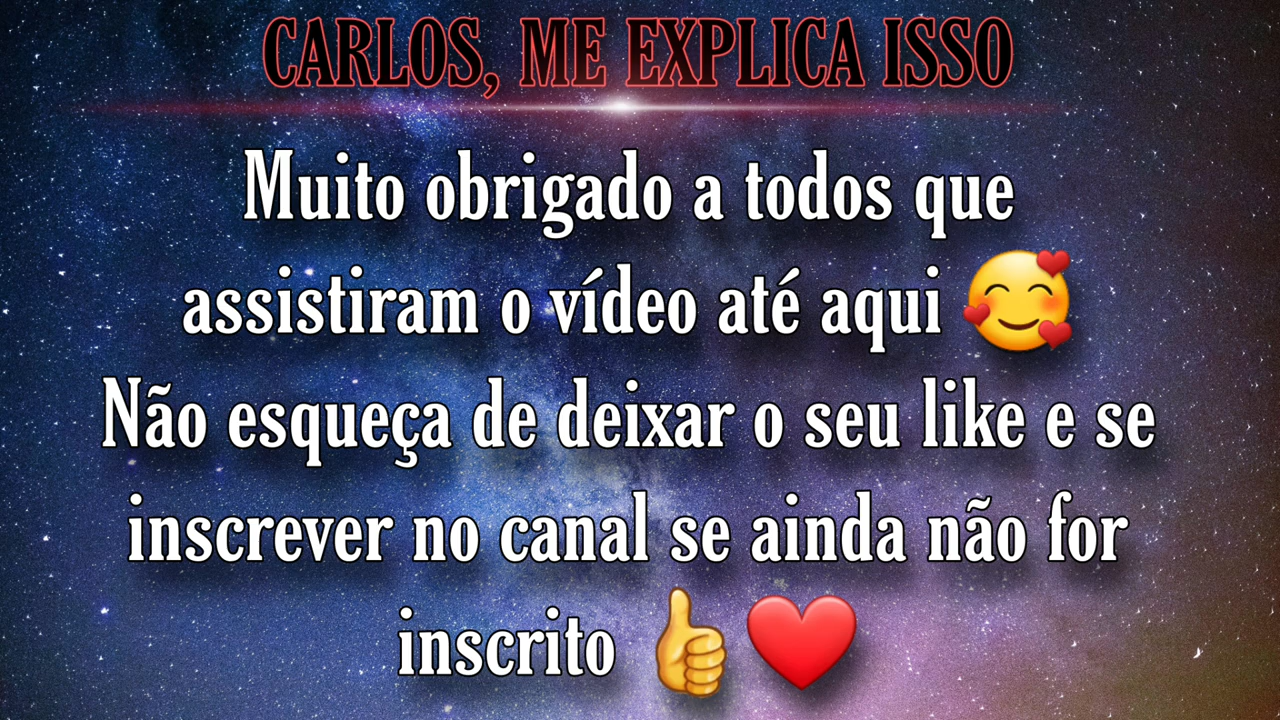 CARLOS, ME EXPLICA ISSO
Muito obrigado a todos que
assistiram o vídeo até aqui 🥰
Não esqueça de deixar o seu like e se
inscrever no canal se ainda não for
inscrito 👍❤️